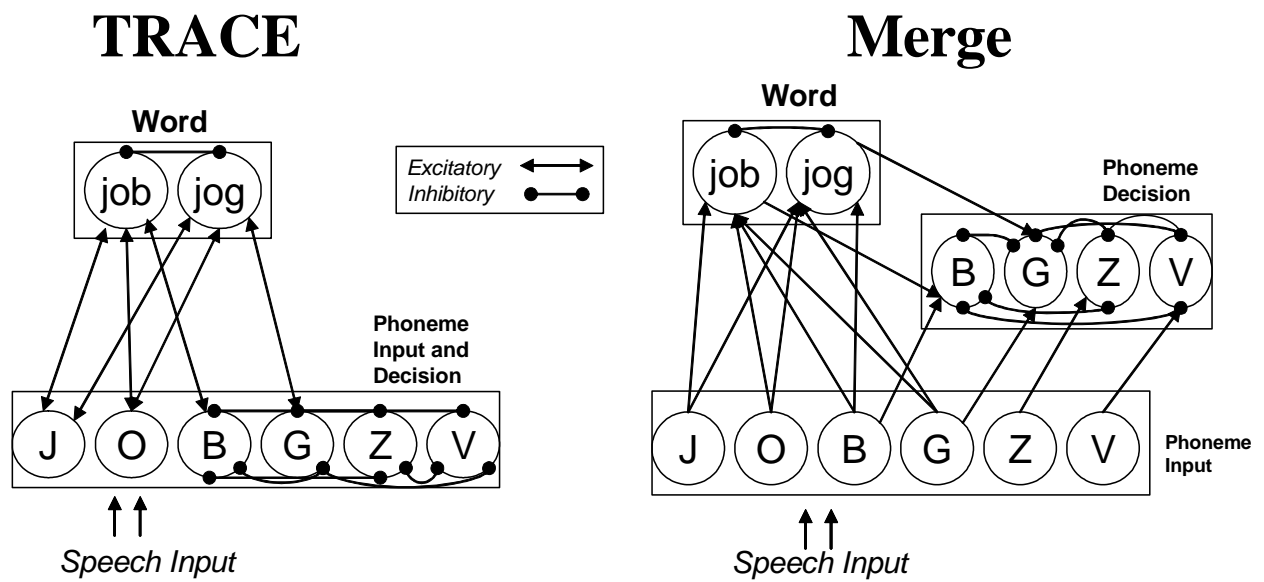 TRACE
Word
job jog
Excitatory
Inhibitory
Phoneme
Input and
Decision
J O B G Z V
Speech Input
Merge
Word
job jog
Phoneme
Decision
B G Z V
J O B G Z V
Phoneme
Input
Speech Input